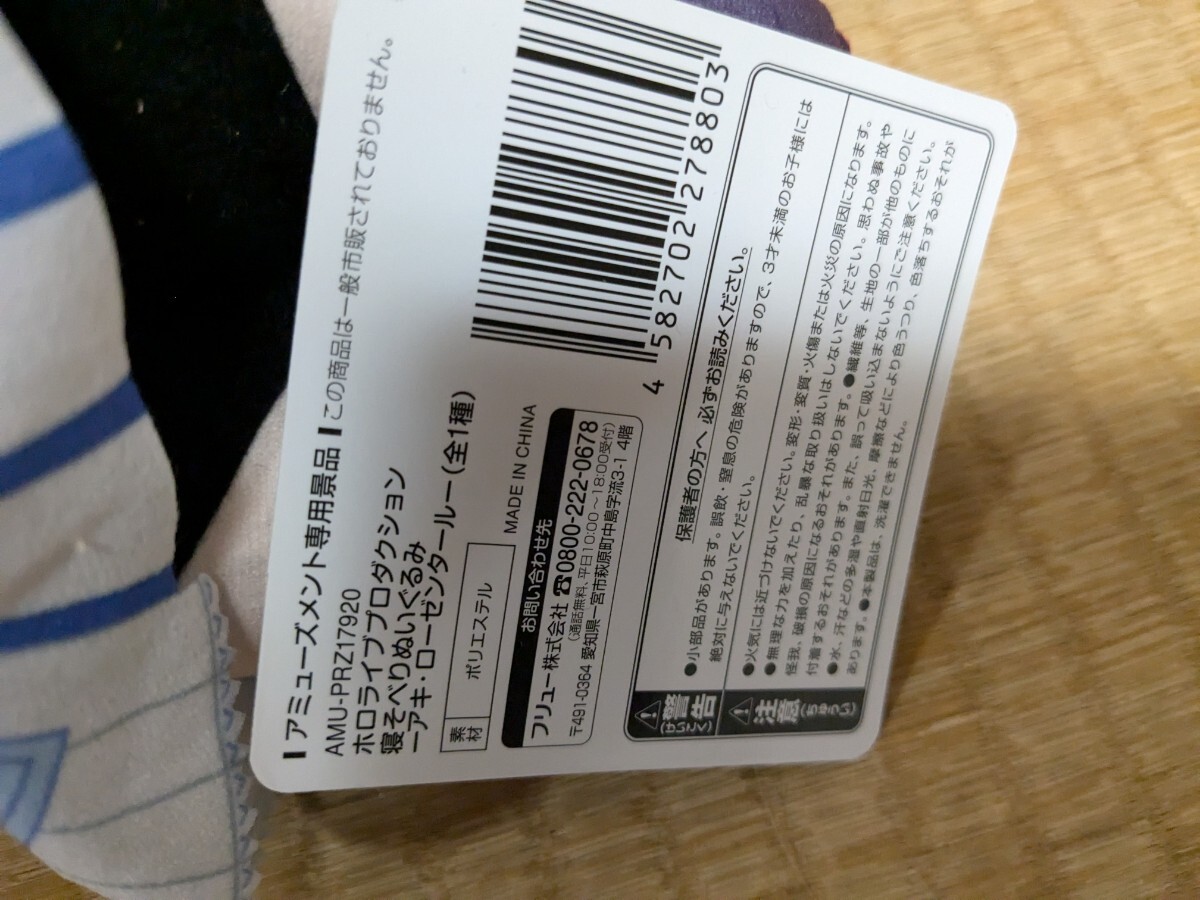 アミューズメント専用景品 この商品は一般市販されておりません。
AMU-PRZ17920
ホロライブプロダクション
寝そべりぬいぐるみ
ーアキ・ローゼンタールー(全1種)
素材 ポリエステル
MADE IN CHINA
お問い合わせ先
フリュー株式会社 ☎0800-222-0678
(通話無料、平日10:00~18:00受付)
〒491-0364 愛知県一宮市萩原町中島字流3-1 4階
4 582702 278803
保護者の方へ 必ずお読みください。
警告
(けいこく)
●小部品があります。誤飲・窒息の危険がありますので、3才未満のお子様には
絶対に与えないでください。
注意
(ちゅうい)
●火気には近づけないでください。変形・変質・火傷または火災の原因になります。
●無理な力を加えたり、乱暴な取り扱いはしないでください。思わぬ事故や
怪我、破損の原因になるおそれがあります。●繊維等、生地の一部が他のものに
付着するおそれがあります。また、誤って吸い込まないようにご注意ください。
●水、汗などの多湿や直射日光、摩擦などにより色うつり、色落ちするおそれが
あります。●本製品は、洗濯できません。